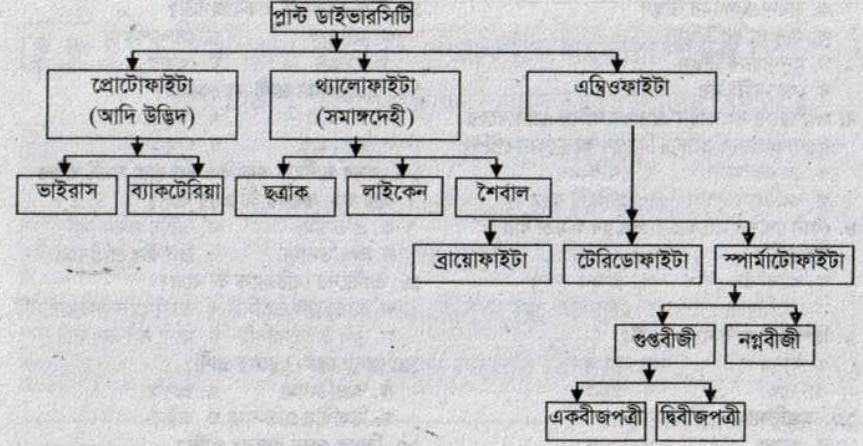 প্লান্ট ডাইভারসিটি
প্রোটোফাইটা
(আদি উদ্ভিদ)
থ্যালোফাইটা
(সমাঙ্গদেহী)
এম্ব্রিওফাইটা
ভাইরাস
ব্যাকটেরিয়া
ছত্রাক
লাইকেন
শৈবাল
ব্রায়োফাইটা
টেরিডোফাইটা
স্পার্মাটোফাইটা
গুপ্তবীজী
নগ্নবীজী
একবীজপত্রী
দ্বিবীজপত্রী